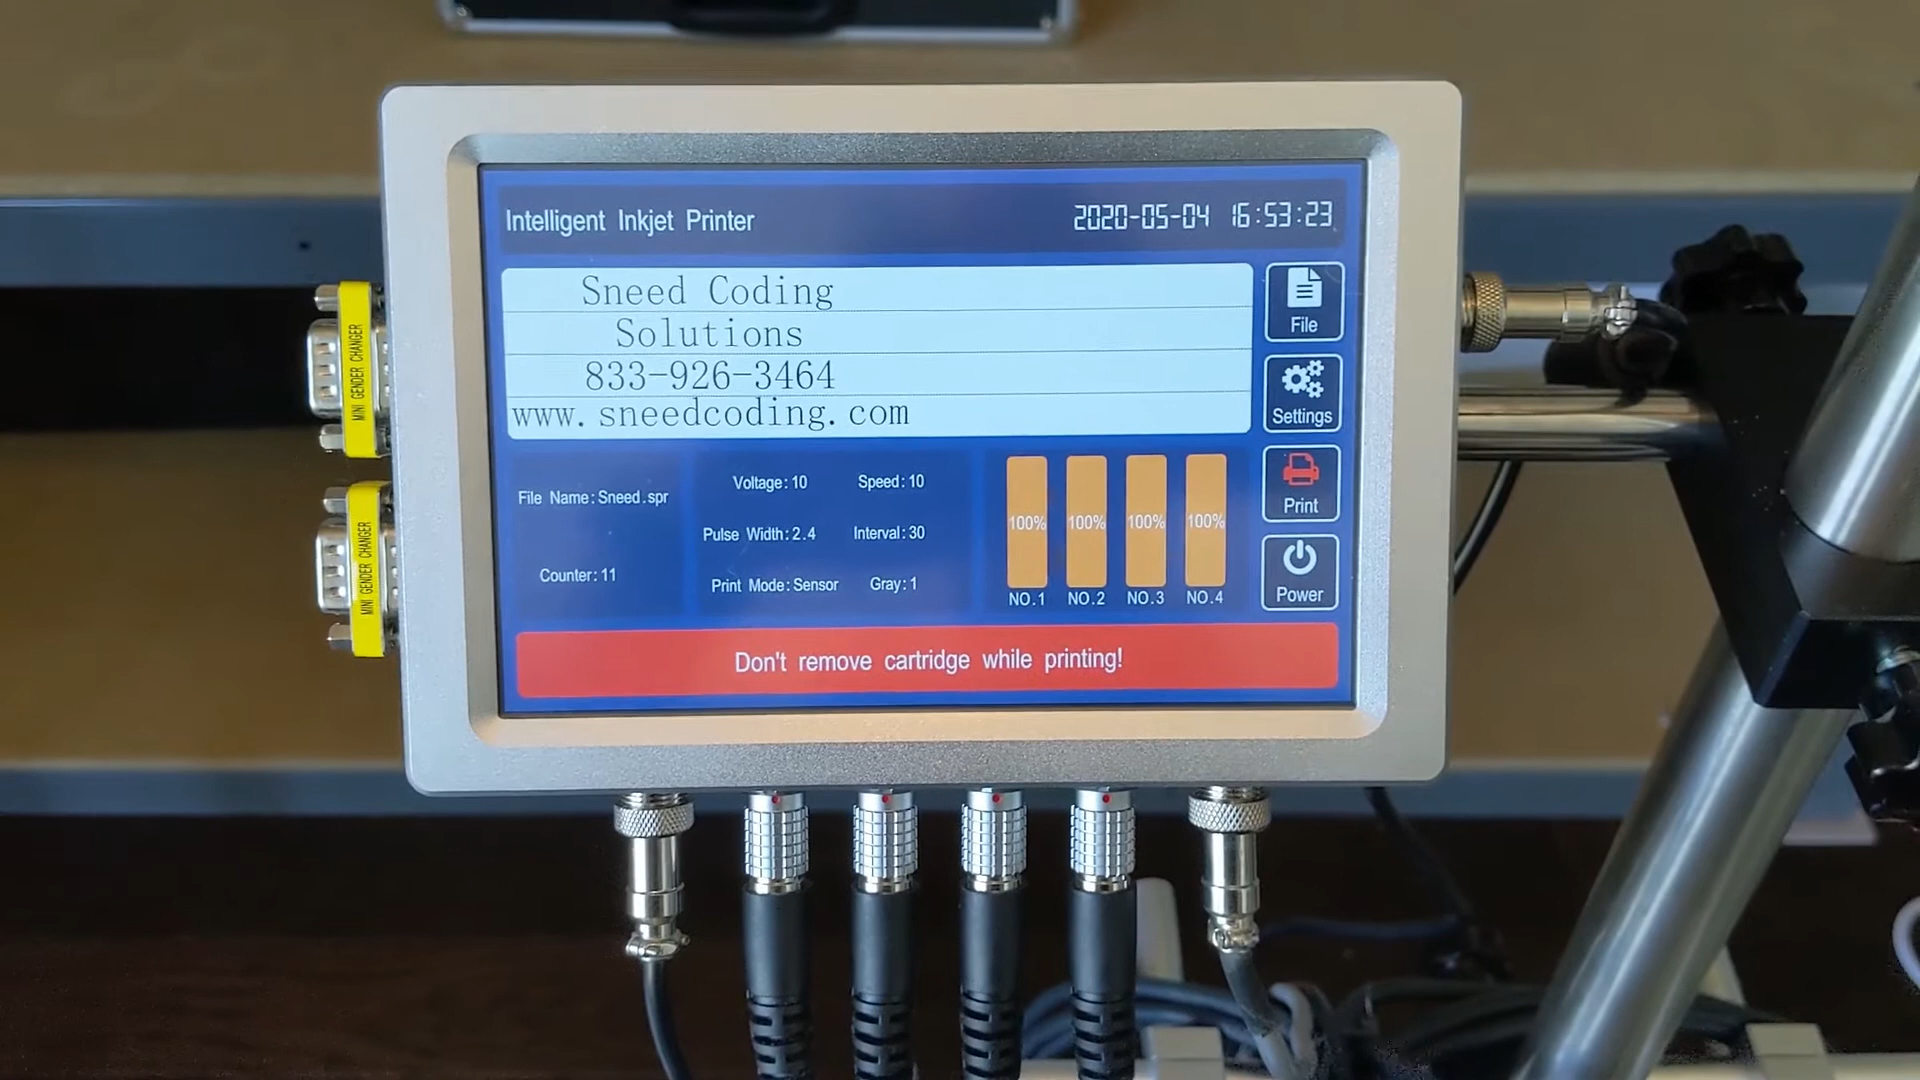 Intelligent Inkjet Printer
2020-05-04 16:53:23
Sneed Coding
Solutions
833-926-3464
www.sneedcoding.com
File
Settings
Print
Power
File Name:Sneed.spr
Counter:11
Voltage:10
Speed:10
Pulse Width:2.4
Interval:30
Print Mode:Sensor
Gray:1
100%
100%
100%
100%
NO.1
NO.2
NO.3
NO.4
Don't remove cartridge while printing!
MINI GENDER CHANGER
MINI GENDER CHANGER